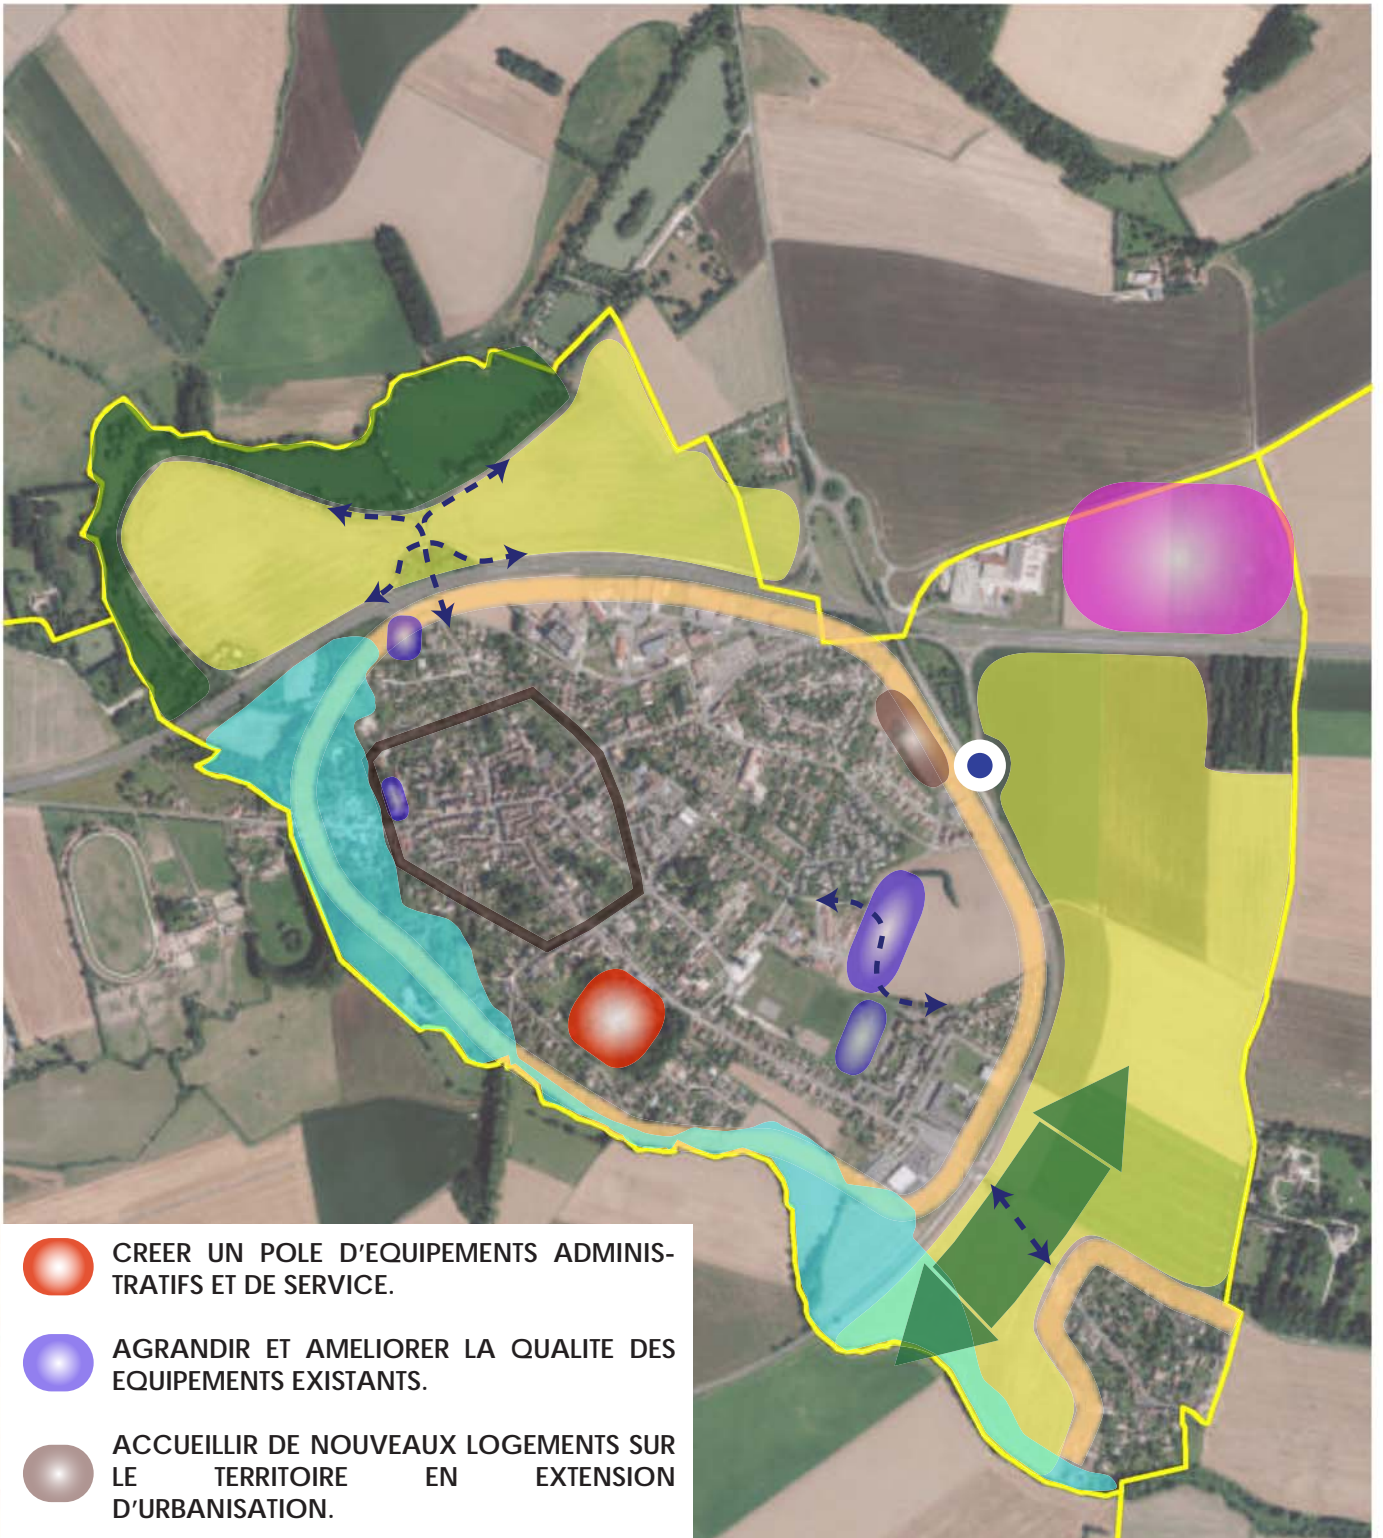 CREER UN POLE D'EQUIPEMENTS ADMINIS-
TRATIFS ET DE SERVICE.
AGRANDIR ET AMELIORER LA QUALITE DES
EQUIPEMENTS EXISTANTS.
ACCUEILLIR DE NOUVEAUX LOGEMENTS SUR
LE TERRITOIRE EN EXTENSION
D'URBANISATION.